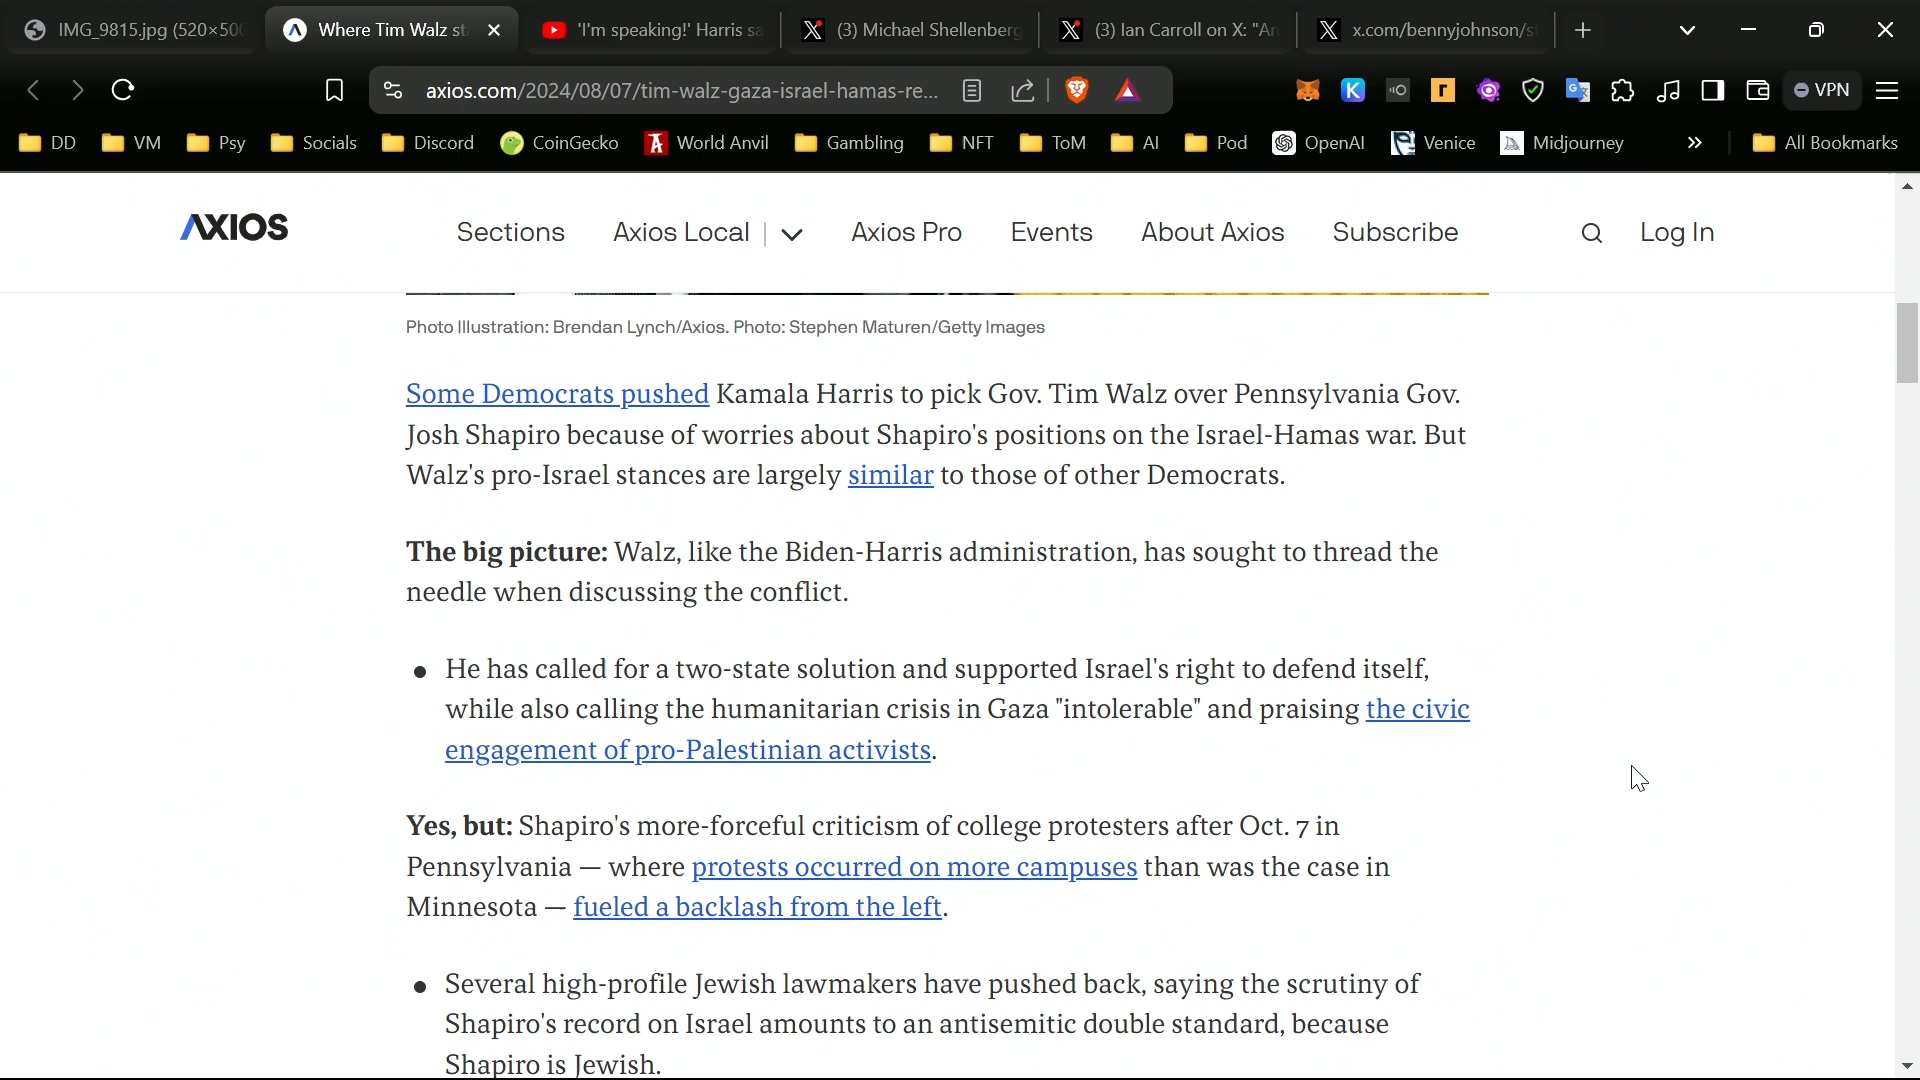 IMG_9815.jpg (520×50
Where Tim Walz st
'I'm speaking!' Harris sa
(3) Michael Shellenberg
(3) Ian Carroll on X: "An
x.com/bennyjohnson/st
axios.com/2024/08/07/tim-walz-gaza-israel-hamas-re...
VPN
DD
VM
Psy
Socials
Discord
CoinGecko
World Anvil
Gambling
NFT
ToM
AI
Pod
OpenAI
Venice
Midjourney
All Bookmarks
AXIOS
Sections
Axios Local
Axios Pro
Events
About Axios
Subscribe
Log In
Photo Illustration: Brendan Lynch/Axios. Photo: Stephen Maturen/Getty Images
Some Democrats pushed Kamala Harris to pick Gov. Tim Walz over Pennsylvania Gov.
Josh Shapiro because of worries about Shapiro's positions on the Israel-Hamas war. But
Walz's pro-Israel stances are largely similar to those of other Democrats.
The big picture: Walz, like the Biden-Harris administration, has sought to thread the
needle when discussing the conflict.
He has called for a two-state solution and supported Israel's right to defend itself,
while also calling the humanitarian crisis in Gaza "intolerable" and praising the civic
engagement of pro-Palestinian activists.
Yes, but: Shapiro's more-forceful criticism of college protesters after Oct. 7 in
Pennsylvania — where protests occurred on more campuses than was the case in
Minnesota — fueled a backlash from the left.
Several high-profile Jewish lawmakers have pushed back, saying the scrutiny of
Shapiro's record on Israel amounts to an antisemitic double standard, because
Shapiro is Jewish.